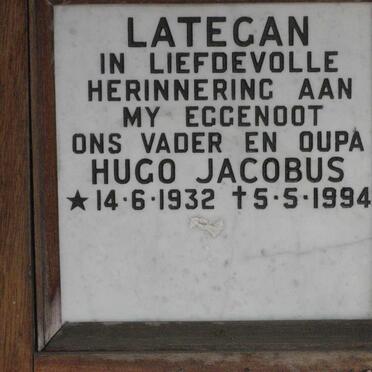 LATEGAN
IN LIEFDEVOLLE
HERINNERING AAN
MY EGGENOOT
ONS VADER EN OUPA
HUGO JACOBUS
★14·6·1932 †5·5·1994